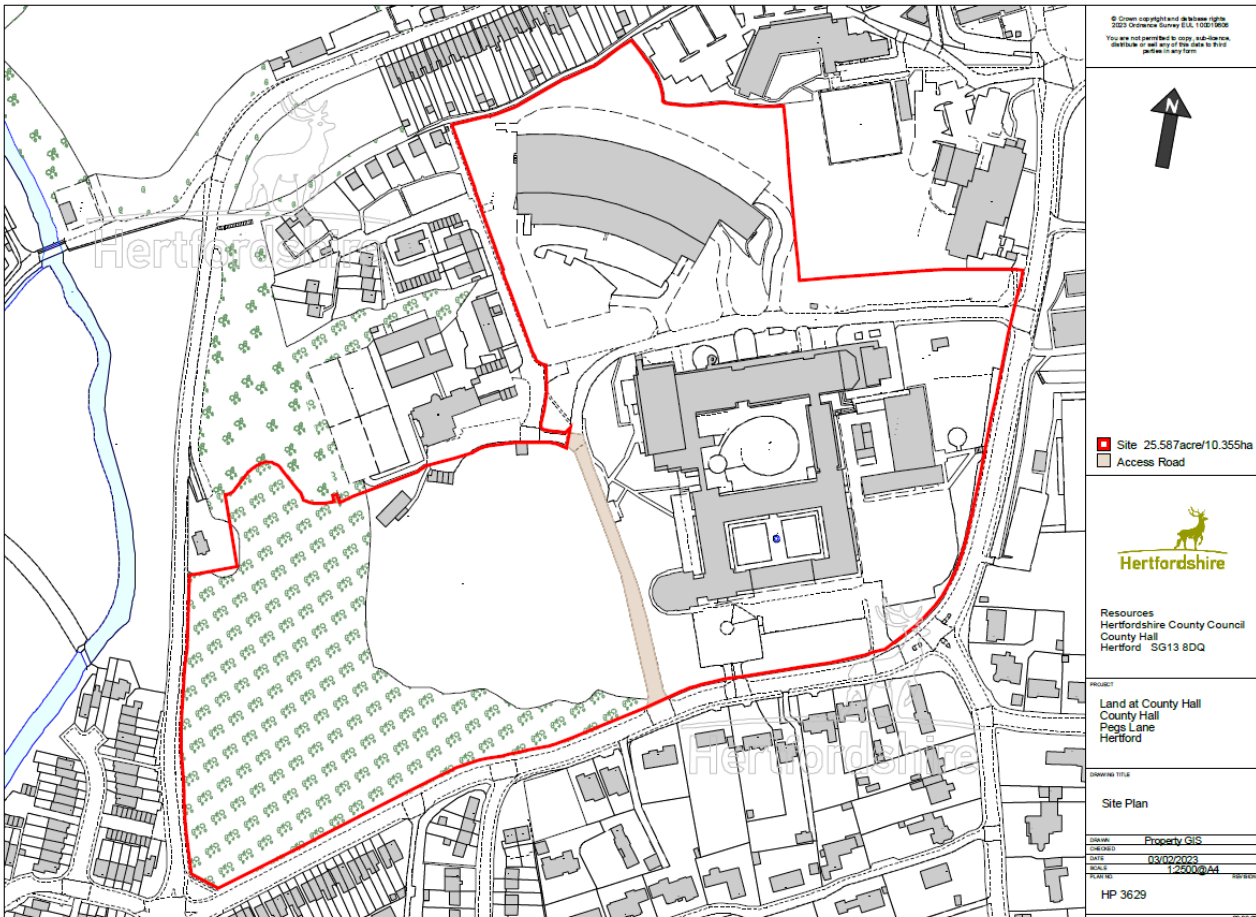 © Crown copyright and database rights
2023 Ordnance Survey EUL 100019606
You are not permitted to copy, sub-licence,
distribute or sell any of this data to third
parties in any form
N
Site 25.587acre/10.355ha
Access Road
Hertfordshire
Resources
Hertfordshire County Council
County Hall
Hertford SG13 8DQ
PROJECT
Land at County Hall
County Hall
Pegs Lane
Hertford
DRAWING TITLE
Site Plan
DRAWN Property GIS
CHECKED
DATE 03/02/2023
SCALE 1:2500@A4
PLAN NO. REVISION
HP 3629
Hertfordshire
Hertfordshire